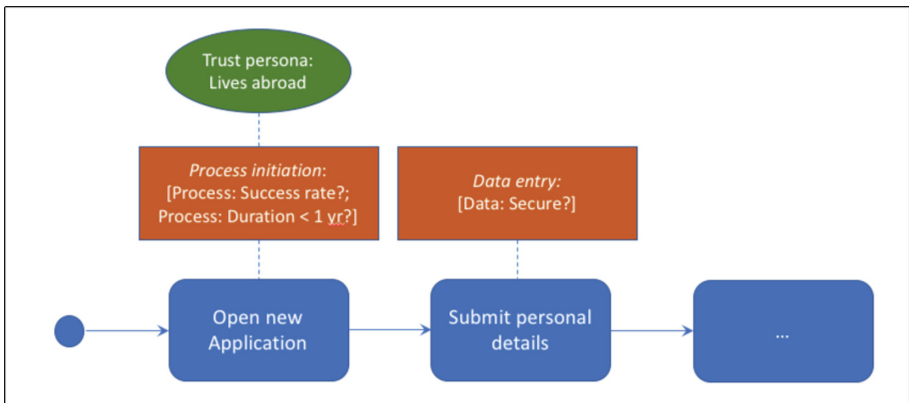 Trust persona:
Lives abroad
Process initiation:
[Process: Success rate?;
Process: Duration < 1 yr?]
Data entry:
[Data: Secure?]
Open new
Application
Submit personal
details
...